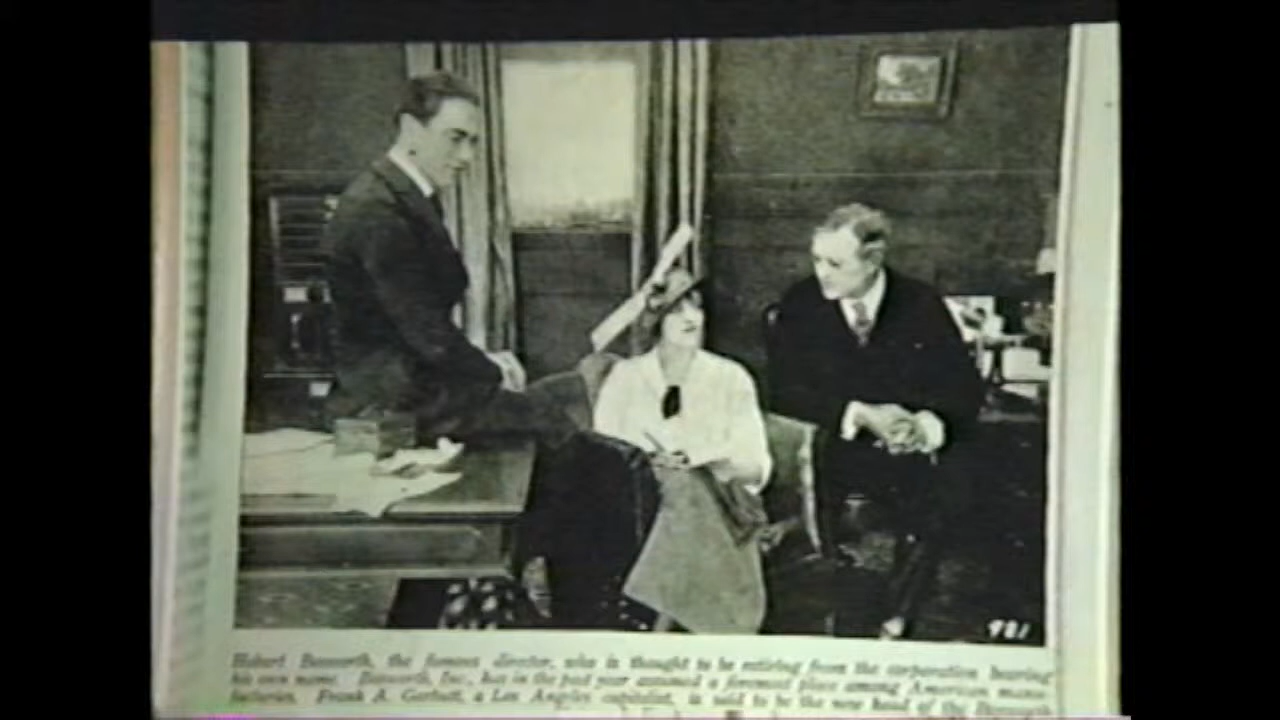 981
Hobart Bosworth, the famous director, who is thought to be retiring from the corporation bearing
his own name. Bosworth, Inc., has in the past year assumed a foremost place among American manu-
factories. Frank A. Garbutt, a Los Angeles capitalist, is said to be the new head of the Bosworth